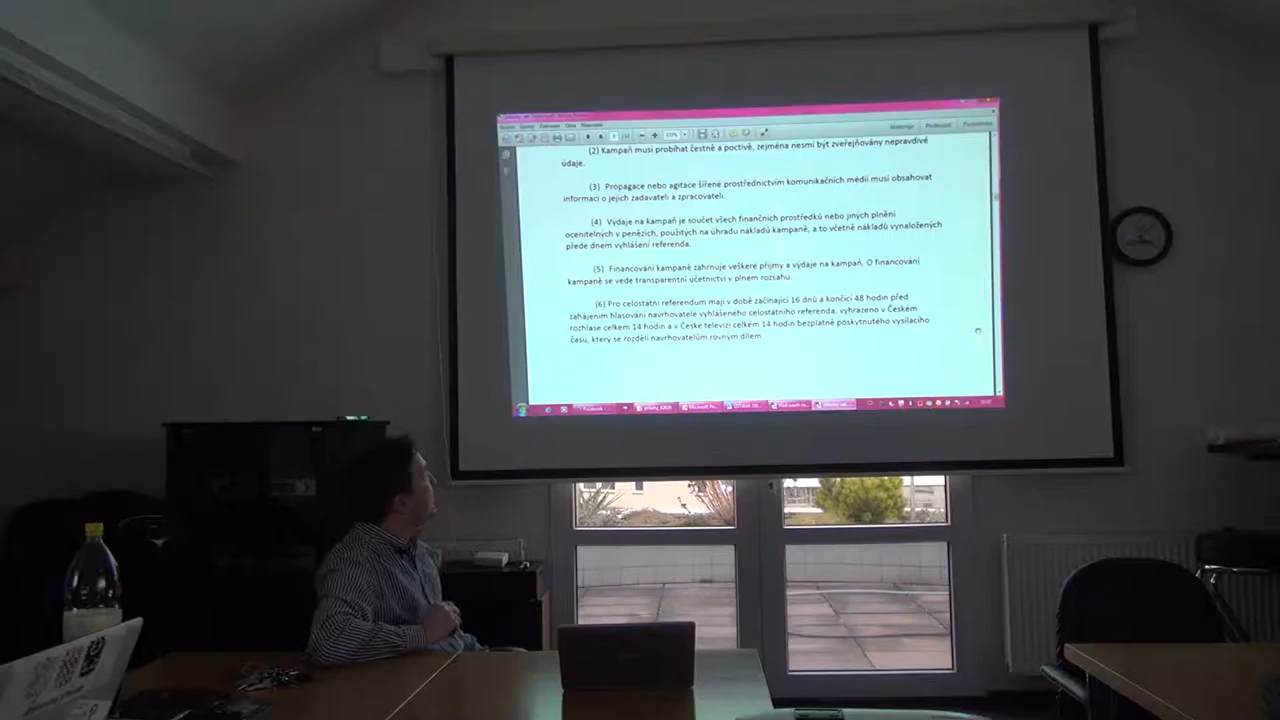 (2) Kampaň musí probíhat čestně a poctivě, zejména nesmí být zveřejňovány nepravdivé
údaje.
(3) Propagace nebo agitace šířené prostřednictvím komunikačních médií musí obsahovat
informaci o jejich zadavateli a zpracovateli.
(4) Výdaje na kampaň je součet všech finančních prostředků nebo jiných plnění
ocenitelných v penězích, použitých na úhradu nákladů kampaně, a to včetně nákladů vynaložených
přede dnem vyhlášení referenda.
(5) Financování kampaně zahrnuje veškeré příjmy a výdaje na kampaň. O financování
kampaně se vede transparentní účetnictví v plném rozsahu.
(6) Pro celostátní referendum mají v době začínající 16 dnů a končící 48 hodin před
zahájením hlasování navrhovatelé vyhlášeného celostátního referenda, vyhrazeno v Českém
rozhlase celkem 14 hodin a v České televizi celkem 14 hodin bezplatně poskytnutého vysílacího
času, který se rozdělí navrhovatelům rovným dílem.
Facebook